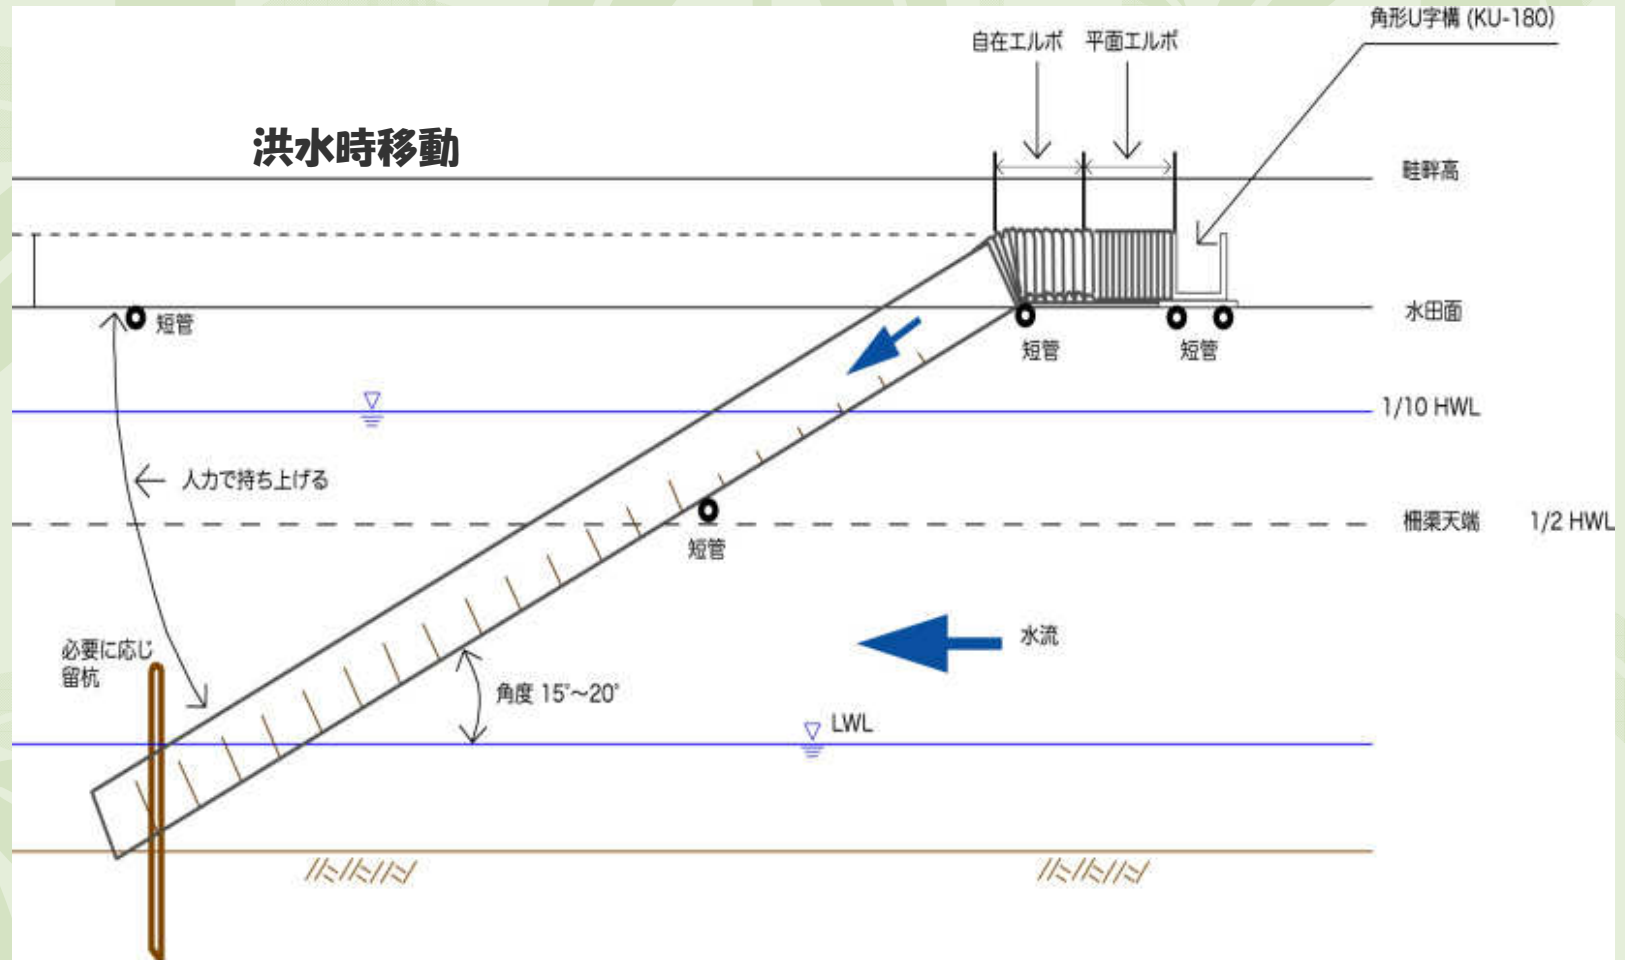 角形U字構 (KU-180)
自在エルボ 平面エルボ
洪水時移動
畦畔高
短管
水田面
短管
短管
1/10 HWL
人力で持ち上げる
柵渠天端 1/2 HWL
短管
水流
必要に応じ
留杭
角度 15°～20°
LWL